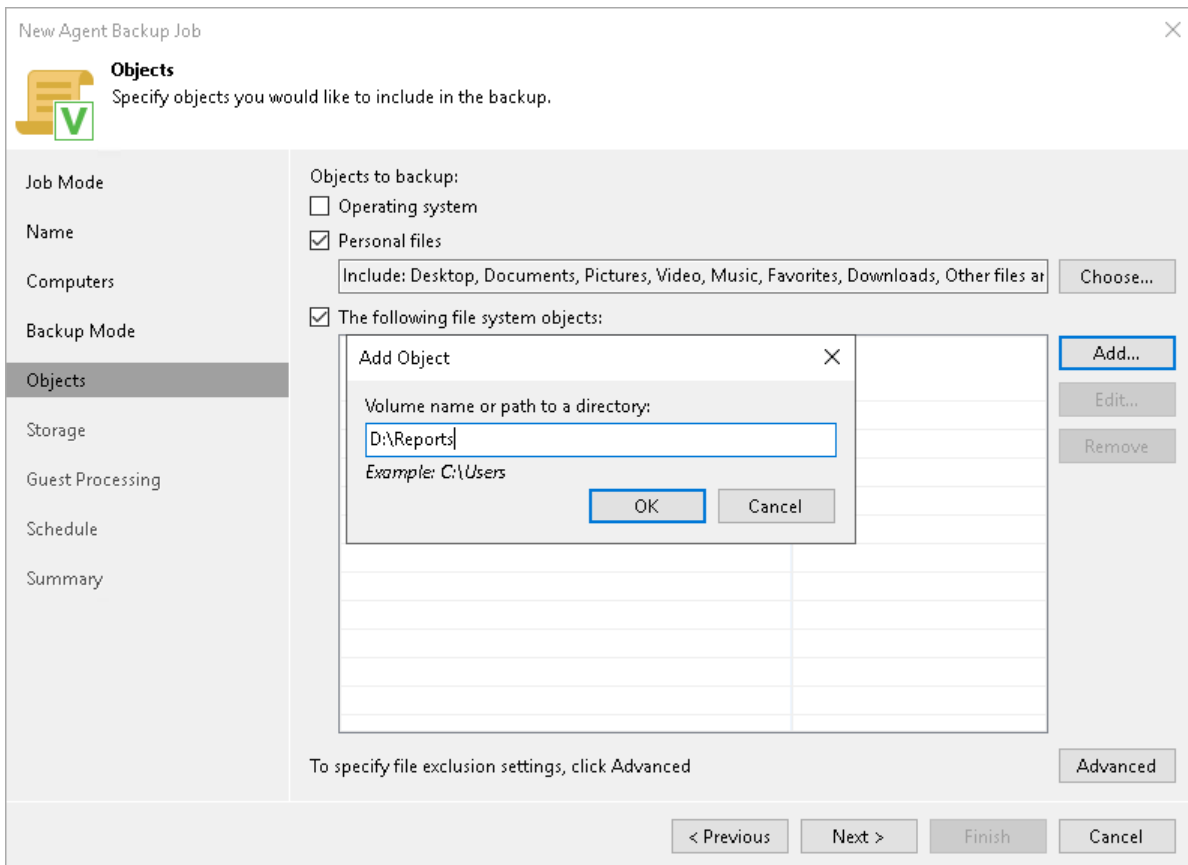 New Agent Backup Job
Objects
Specify objects you would like to include in the backup.
V
Job Mode
Name
Computers
Backup Mode
Objects
Storage
Guest Processing
Schedule
Summary
Objects to backup:
Operating system
Personal files
Include: Desktop, Documents, Pictures, Video, Music, Favorites, Downloads, Other files
Choose...
The following file system objects:
Add...
Edit...
Remove
Add Object
Volume name or path to a directory:
D:\Reports
Example: C:\Users
OK
Cancel
To specify file exclusion settings, click Advanced
Advanced
< Previous
Next >
Finish
Cancel